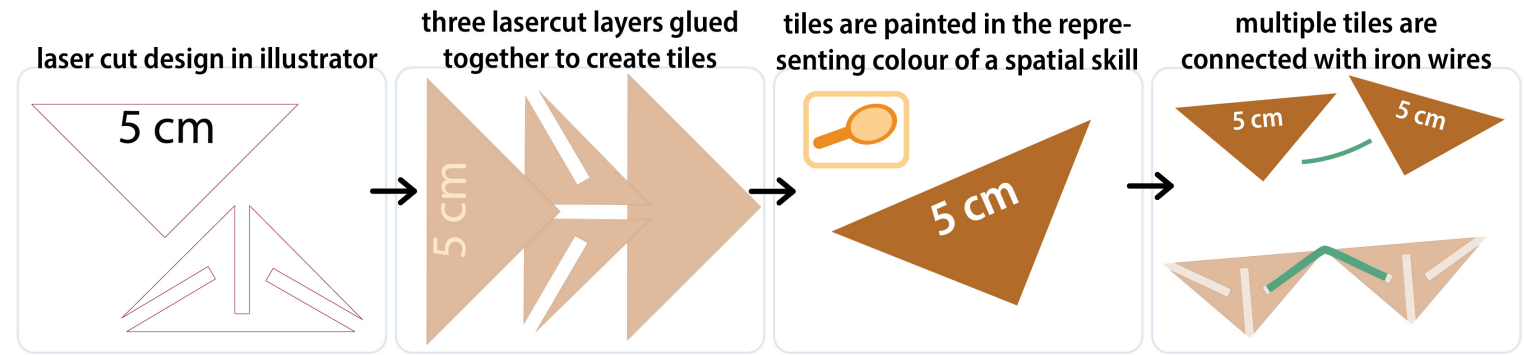 laser cut design in illustrator
5 cm
three lasercut layers glued
together to create tiles
5 cm
tiles are painted in the repre-
senting colour of a spatial skill
5 cm
multiple tiles are
connected with iron wires
5 cm
5 cm